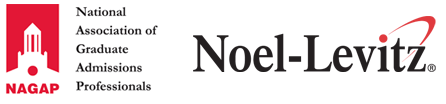 National
Association of
Graduate
Admissions
Professionals
NAGAP
Noel-Levitz®